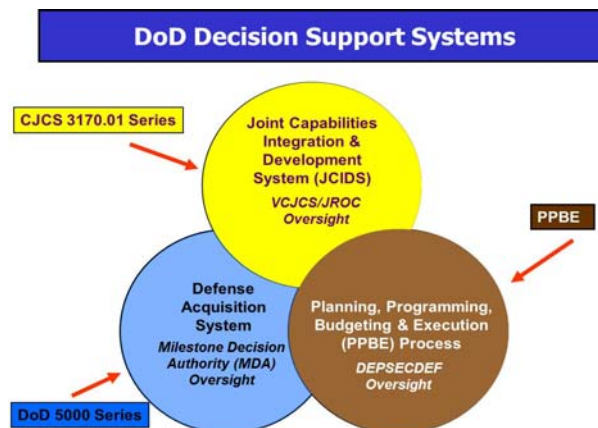 DoD Decision Support Systems
CJCS 3170.01 Series
Joint Capabilities
Integration &
Development
System (JCIDS)
VCJCS/JROC
Oversight
PPBE
Defense
Acquisition
System
Milestone Decision
Authority (MDA)
Oversight
Planning, Programming,
Budgeting & Execution
(PPBE) Process
DEPSECDEF
Oversight
DoD 5000 Series